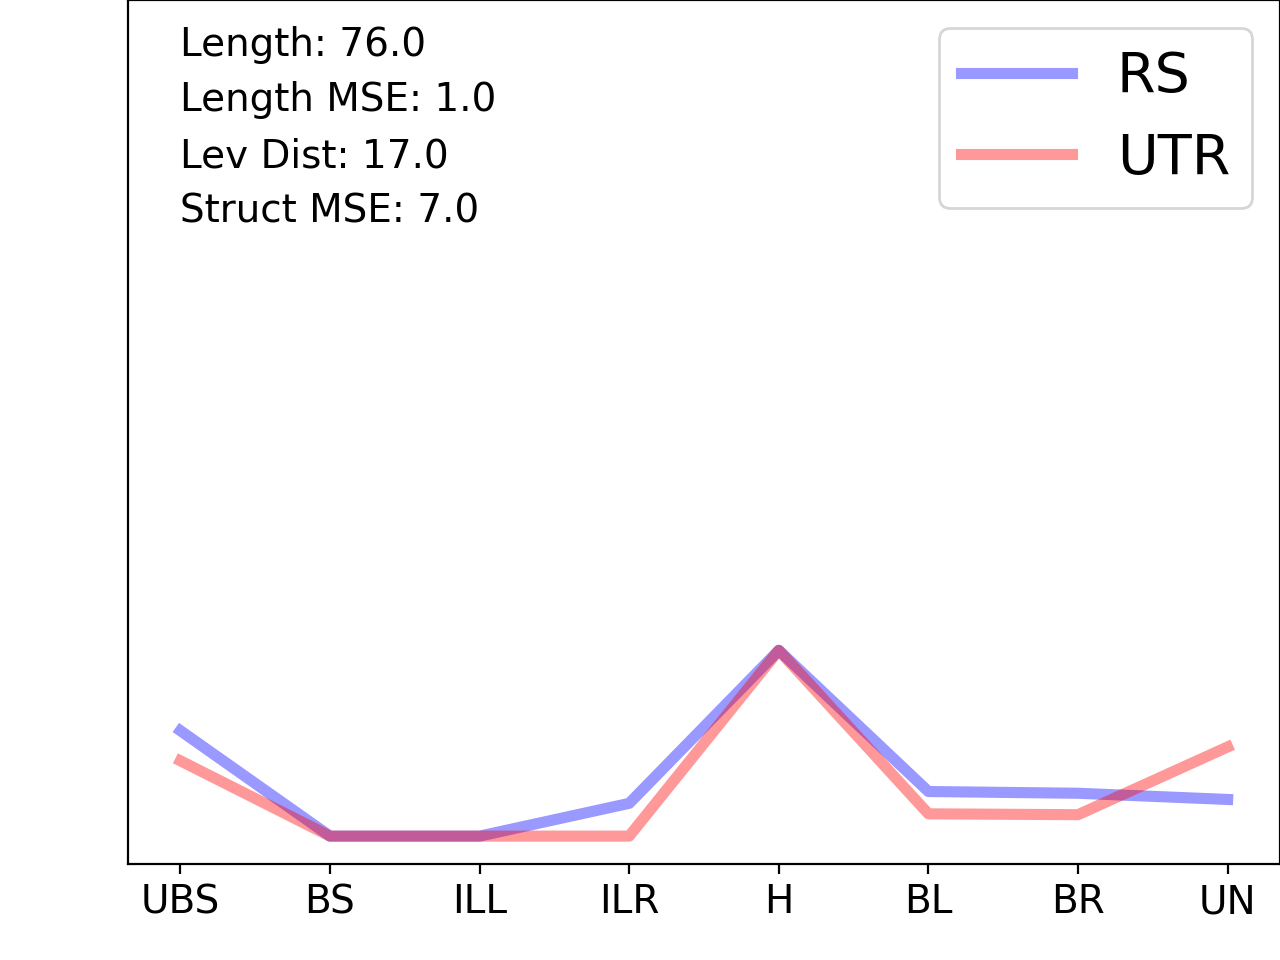 Length: 76.0
Length MSE: 1.0
Lev Dist: 17.0
Struct MSE: 7.0
RS
UTR
UBS BS ILL ILR H BL BR UN